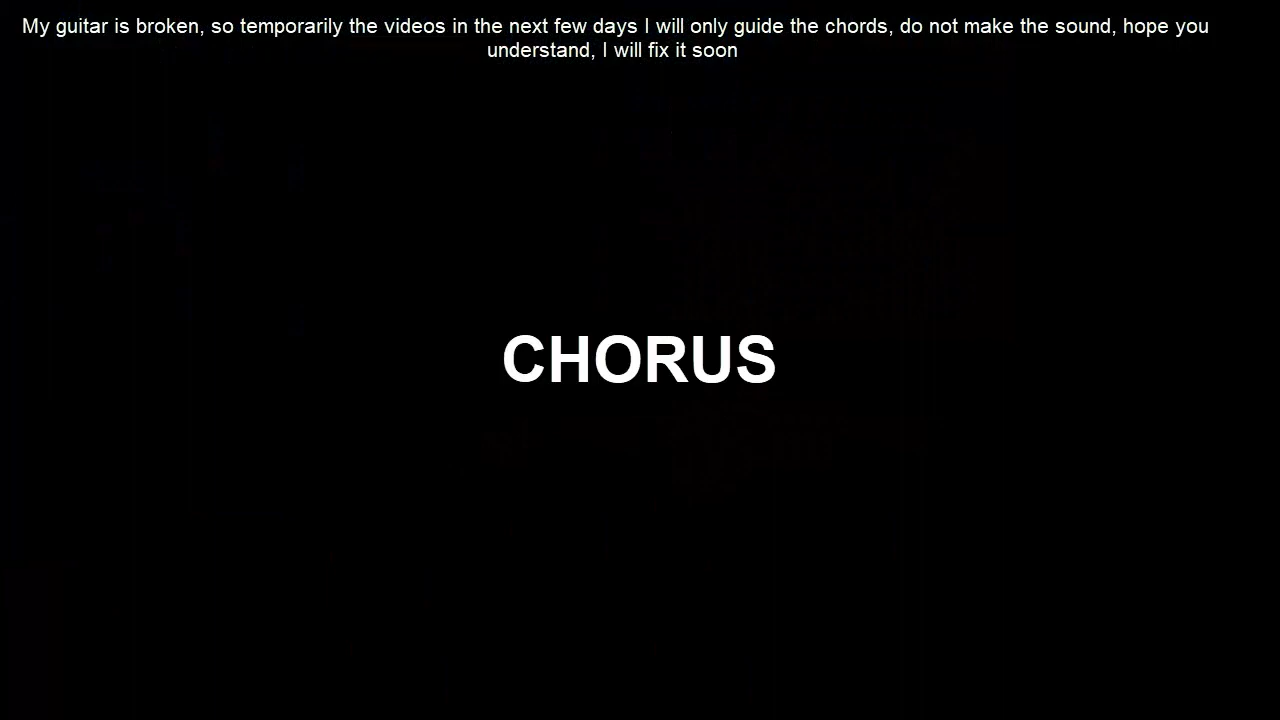 My guitar is broken, so temporarily the videos in the next few days I will only guide the chords, do not make the sound, hope you
understand, I will fix it soon
CHORUS